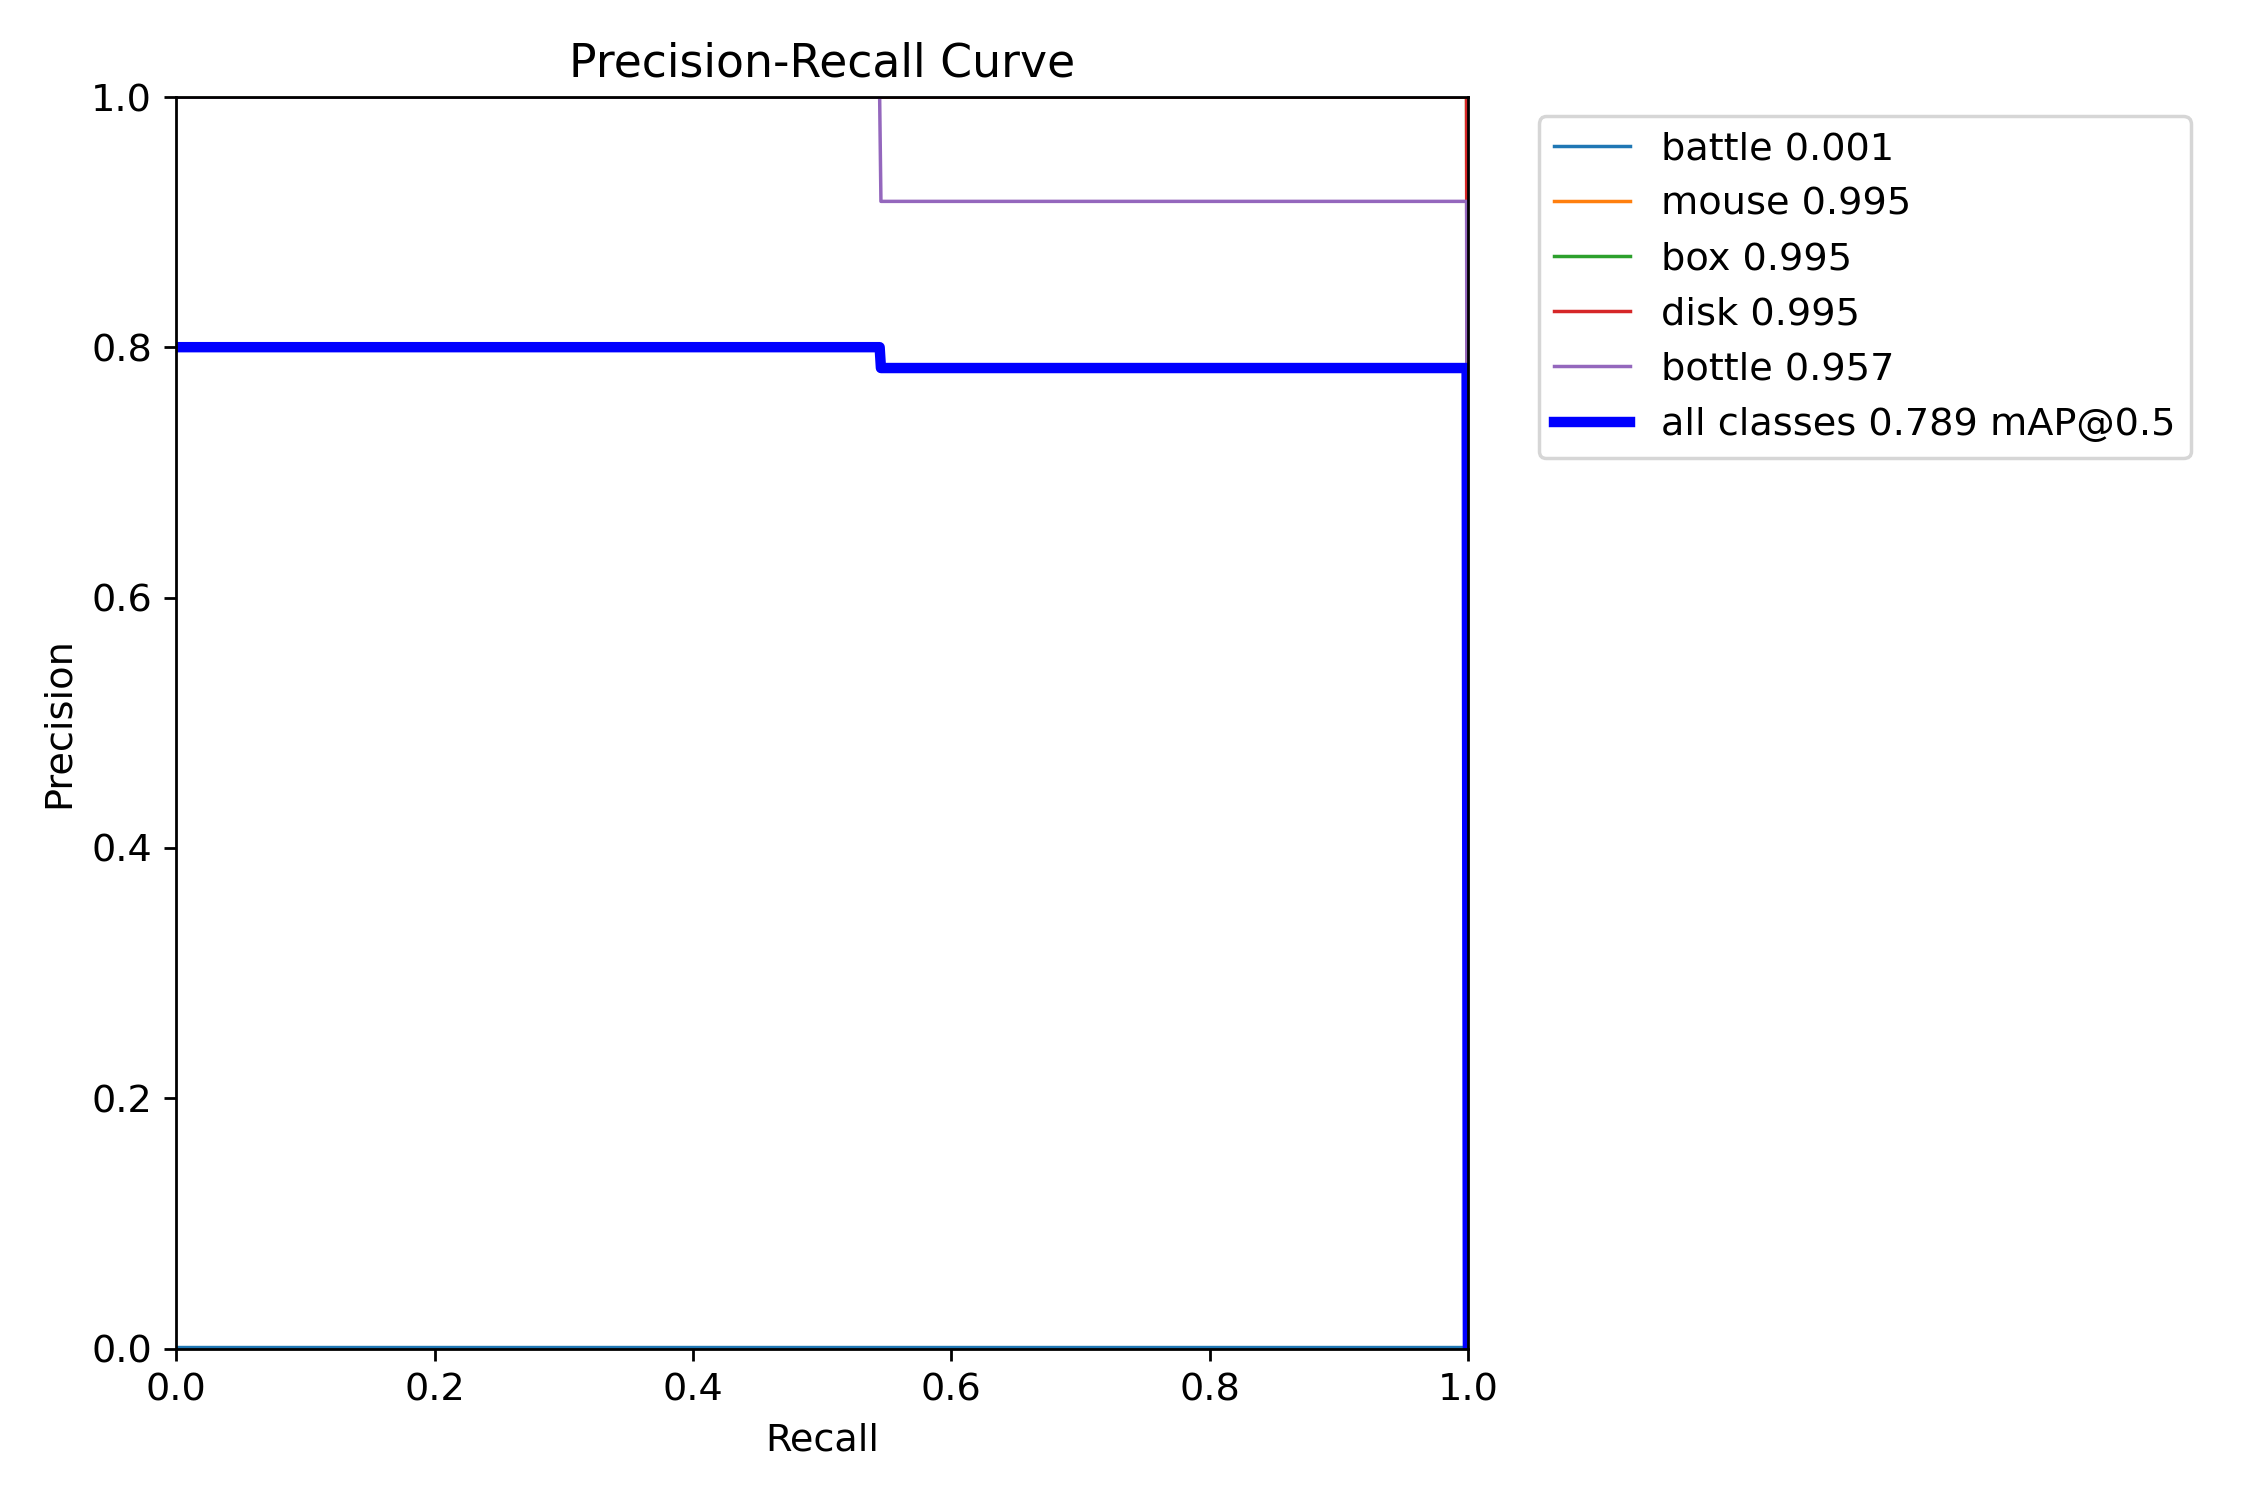 Precision-Recall Curve
1.0
0.8
0.6
0.4
0.2
0.0
Precision
0.0 0.2 0.4 0.6 0.8 1.0
Recall
battle 0.001
mouse 0.995
box 0.995
disk 0.995
bottle 0.957
all classes 0.789 mAP@0.5